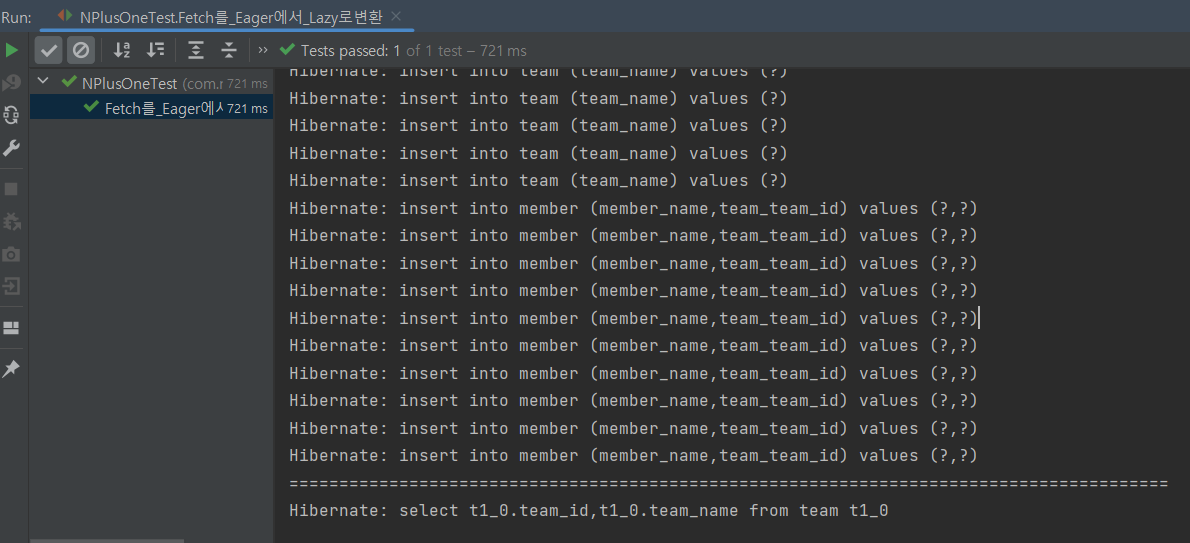 Run: NPlusOneTest.Fetch를_Eager에서_Lazy로변환
Tests passed: 1 of 1 test – 721 ms
NPlusOneTest (com.r 721 ms
Fetch를_Eager에서 721 ms
Hibernate: insert into team (team_name) values (?)
Hibernate: insert into team (team_name) values (?)
Hibernate: insert into team (team_name) values (?)
Hibernate: insert into team (team_name) values (?)
Hibernate: insert into team (team_name) values (?)
Hibernate: insert into member (member_name,team_team_id) values (?,?)
Hibernate: insert into member (member_name,team_team_id) values (?,?)
Hibernate: insert into member (member_name,team_team_id) values (?,?)
Hibernate: insert into member (member_name,team_team_id) values (?,?)
Hibernate: insert into member (member_name,team_team_id) values (?,?)
Hibernate: insert into member (member_name,team_team_id) values (?,?)
Hibernate: insert into member (member_name,team_team_id) values (?,?)
Hibernate: insert into member (member_name,team_team_id) values (?,?)
Hibernate: insert into member (member_name,team_team_id) values (?,?)
Hibernate: insert into member (member_name,team_team_id) values (?,?)
========================================================================================
Hibernate: select t1_0.team_id,t1_0.team_name from team t1_0